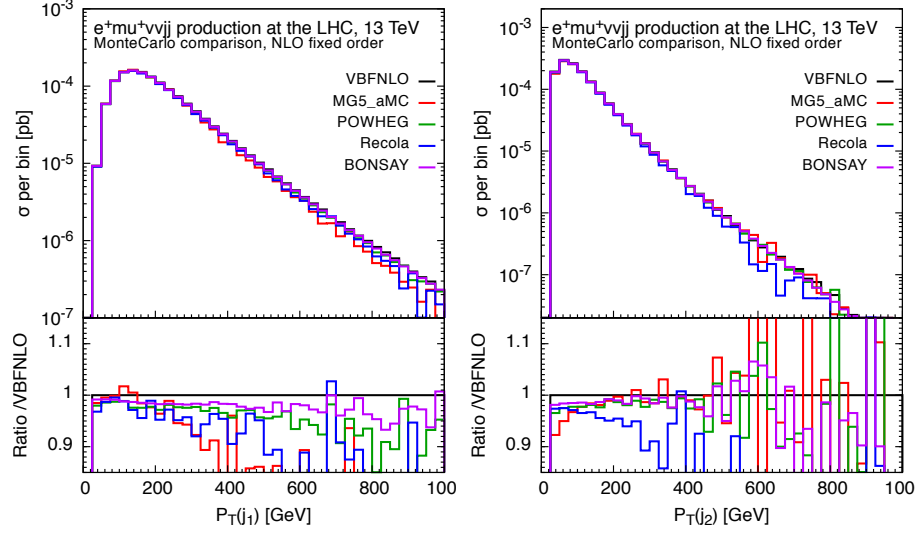 e+mu+vvjj production at the LHC, 13 TeV
MonteCarlo comparison, NLO fixed order
VBFNLO
MG5_aMC
POWHEG
Recola
BONSAY
σ per bin [pb]
10-4
10-5
10-6
10-7
Ratio /VBFNLO
1.1
1
0.9
0 200 400 600 800 100
PT(j1) [GeV]
e+mu+vvjj production at the LHC, 13 TeV
MonteCarlo comparison, NLO fixed order
VBFNLO
MG5_aMC
POWHEG
Recola
BONSAY
σ per bin [pb]
10-3
10-4
10-5
10-6
10-7
Ratio /VBFNLO
1.1
1
0.9
0 200 400 600 800 100
PT(j2) [GeV]